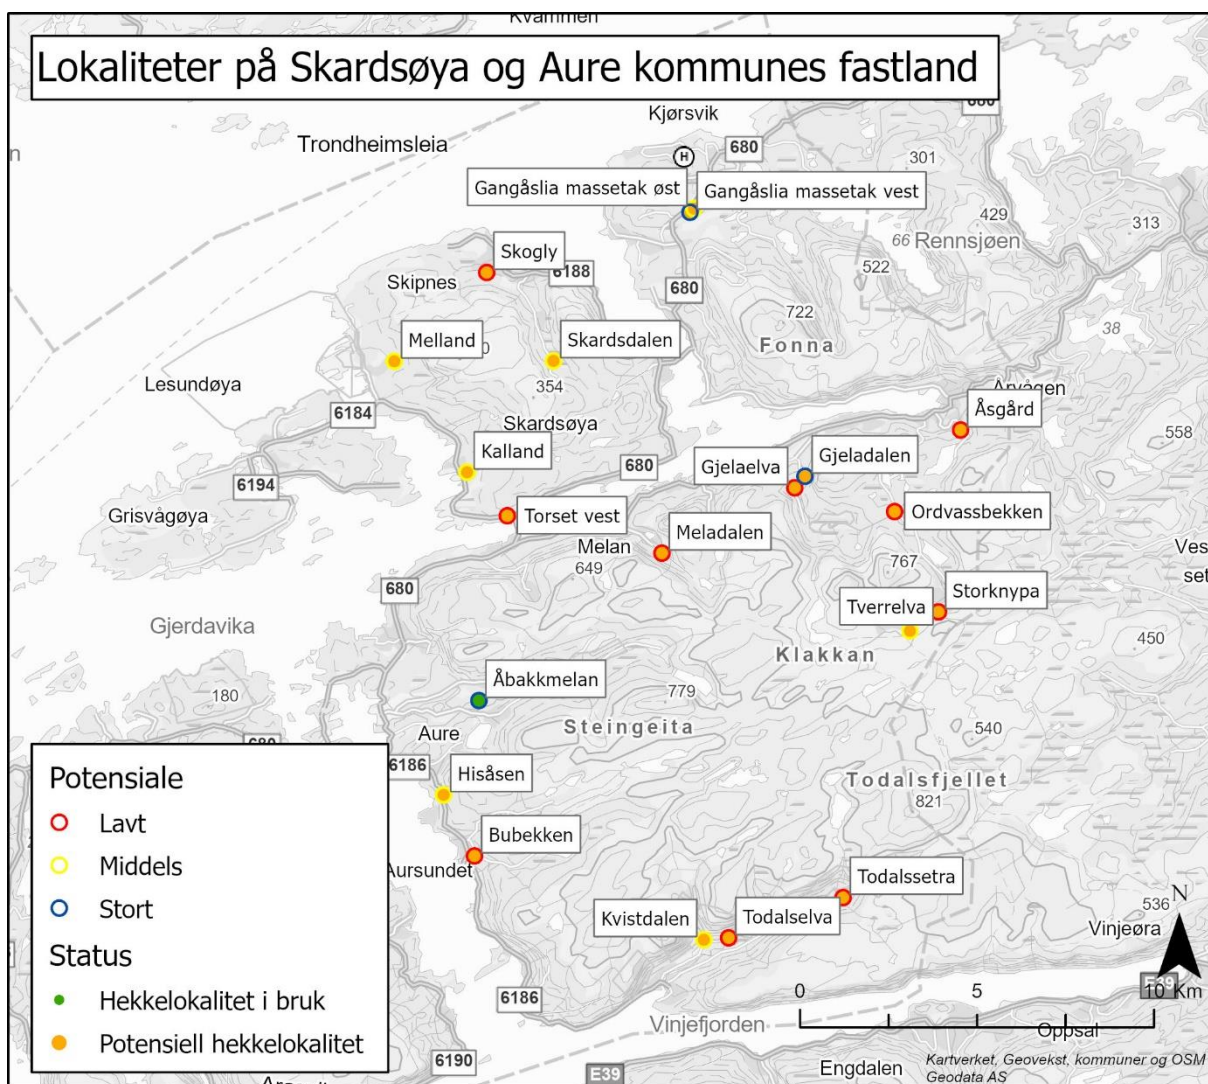 Kvammen
Lokaliteter på Skardsøya og Aure kommunes fastland
680
Kjørsvik
Trondheimsleia
H
680
301
Gangåslia massetak øst
Gangåslia massetak vest
429
313
66
Rennsjøen
Skogly
6188
522
Skipnes
680
722
38
Melland
Skardsdalen
Fonna
Lesundøya
354
Årvågen
6184
Åsgård
Skardsøya
558
Kalland
680
Gjelaelva
Gjeladalen
6194
Grisvågøya
Torset vest
Ordvassbekken
Melan
Meladalen
649
767
680
Storknypa
Tverrelva
Gjerdavika
450
Klakkan
Åbakkmelan
180
779
Steingeita
540
Aure
680
6186
Hisåsen
Todalsfjellet
821
Bubekken
Aursundet
Todalssetra
Kvistdalen
Todalselva
N
536
Vinjeøra
Potensiale
Lavt
Middels
Stort
Status
Hekkelokalitet i bruk
Potensiell hekkelokalitet
6186
0
5
10 Km
E39
Vinjefjorden
Oppsal
6190
E39
Engdalen
Kartverket, Geovekst, kommuner og OSM
Geodata AS